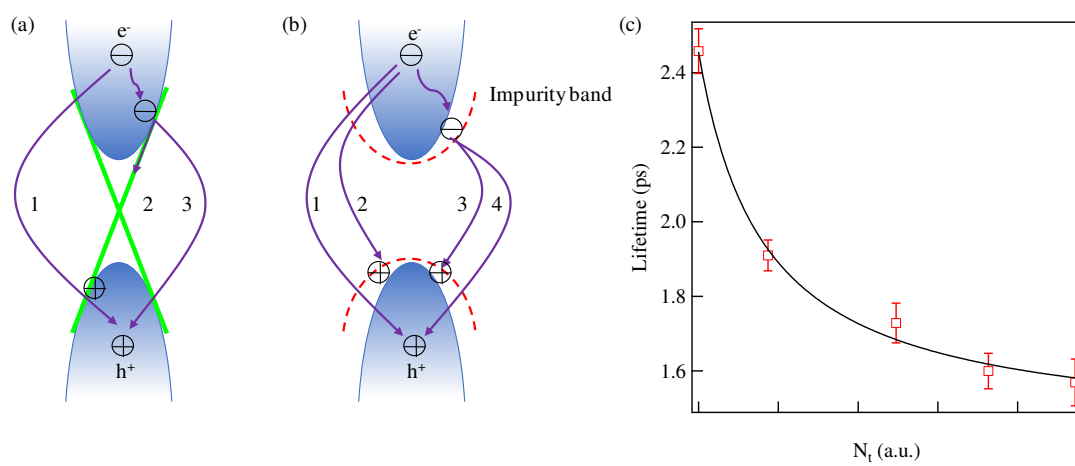 (a)
e-
1
2
3
h+
(b)
e-
Impurity band
1
2
3
4
h+
(c)
Lifetime (ps)
2.4
2.2
2.0
1.8
1.6
Nt (a.u.)